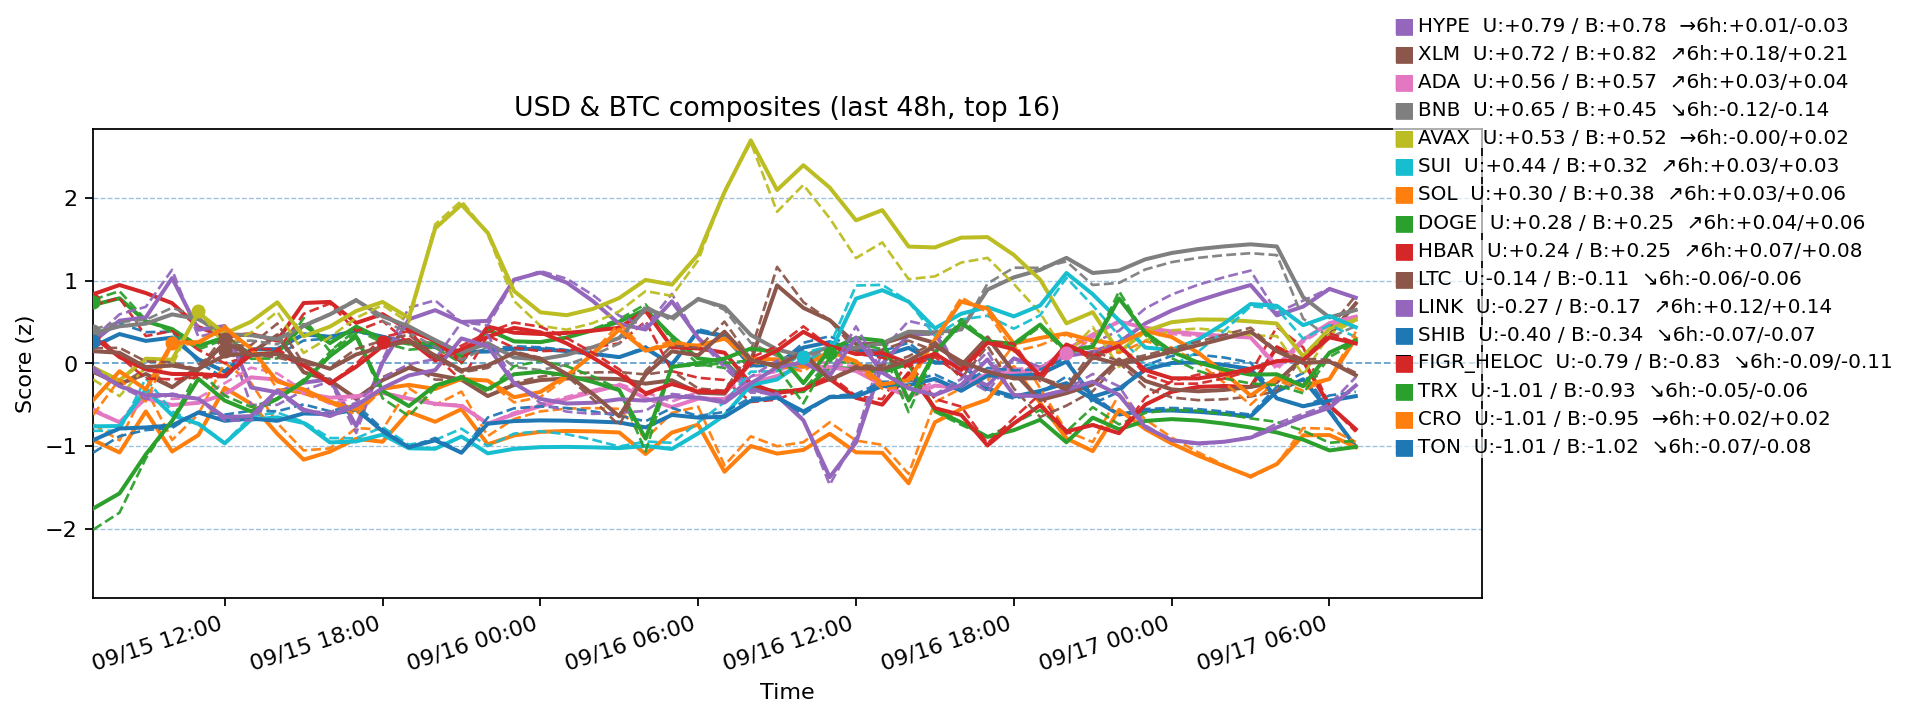 HYPE  U:+0.79 / B:+0.78  →6h:+0.01/-0.03
XLM  U:+0.72 / B:+0.82  ↗6h:+0.18/+0.21
ADA  U:+0.56 / B:+0.57  ↗6h:+0.03/+0.04
USD & BTC composites (last 48h, top 16)
BNB  U:+0.65 / B:+0.45  ↘6h:-0.12/-0.14
AVAX  U:+0.53 / B:+0.52  →6h:-0.00/+0.02
SUI  U:+0.44 / B:+0.32  ↗6h:+0.03/+0.03
SOL  U:+0.30 / B:+0.38  ↗6h:+0.03/+0.06
DOGE  U:+0.28 / B:+0.25  ↗6h:+0.04/+0.06
HBAR  U:+0.24 / B:+0.25  ↗6h:+0.07/+0.08
LTC  U:-0.14 / B:-0.11  ↘6h:-0.06/-0.06
LINK  U:-0.27 / B:-0.17  ↗6h:+0.12/+0.14
SHIB  U:-0.40 / B:-0.34  ↘6h:-0.07/-0.07
FIGR_HELOC  U:-0.79 / B:-0.83  ↘6h:-0.09/-0.11
TRX  U:-1.01 / B:-0.93  ↘6h:-0.05/-0.06
CRO  U:-1.01 / B:-0.95  →6h:+0.02/+0.02
TON  U:-1.01 / B:-1.02  ↘6h:-0.07/-0.08
Score (z)
2
1
0
−1
−2
09/15 12:00
09/15 18:00
09/16 00:00
09/16 06:00
09/16 12:00
09/16 18:00
09/17 00:00
09/17 06:00
Time